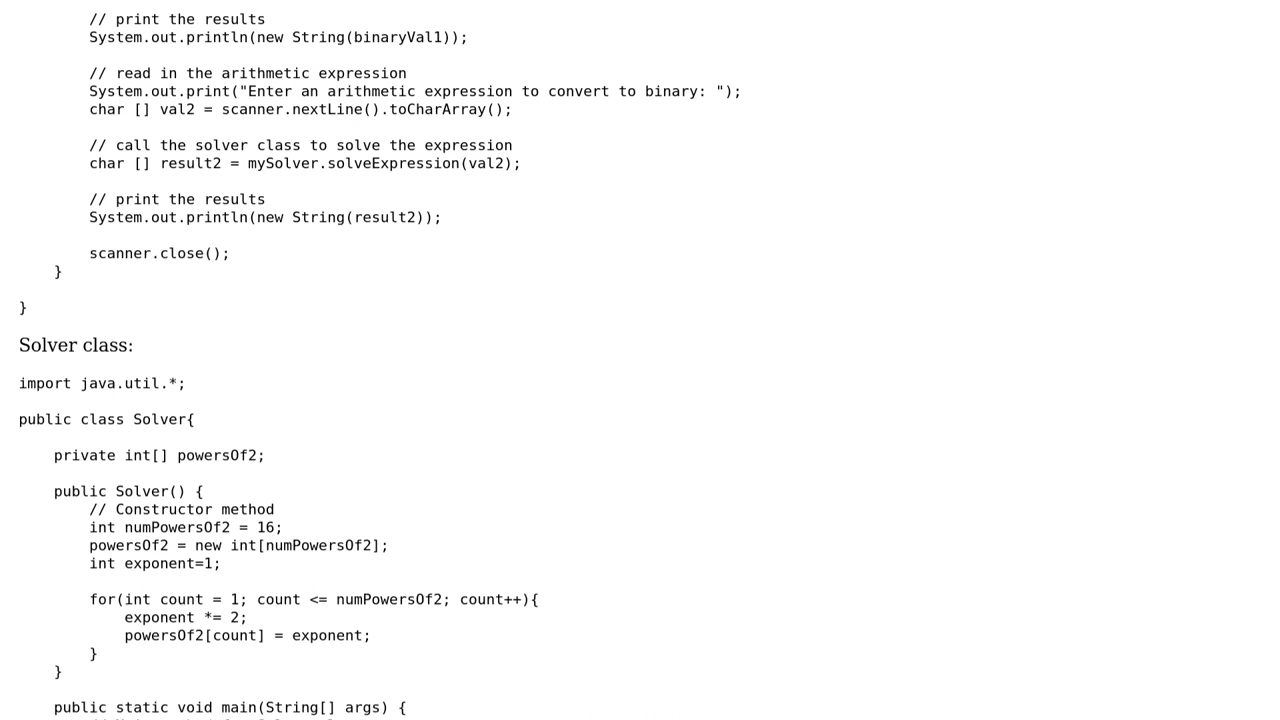 // print the results
System.out.println(new String(binaryVal1));
// read in the arithmetic expression
System.out.print("Enter an arithmetic expression to convert to binary: ");
char [] val2 = scanner.nextLine().toCharArray();
// call the solver class to solve the expression
char [] result2 = mySolver.solveExpression(val2);
// print the results
System.out.println(new String(result2));
scanner.close();
}
}
Solver class:
import java.util.*;
public class Solver{
private int[] powersOf2;
public Solver() {
// Constructor method
int numPowersOf2 = 16;
powersOf2 = new int[numPowersOf2];
int exponent=1;
for(int count = 1; count <= numPowersOf2; count++){
exponent *= 2;
powersOf2[count] = exponent;
}
}
public static void main(String[] args) {